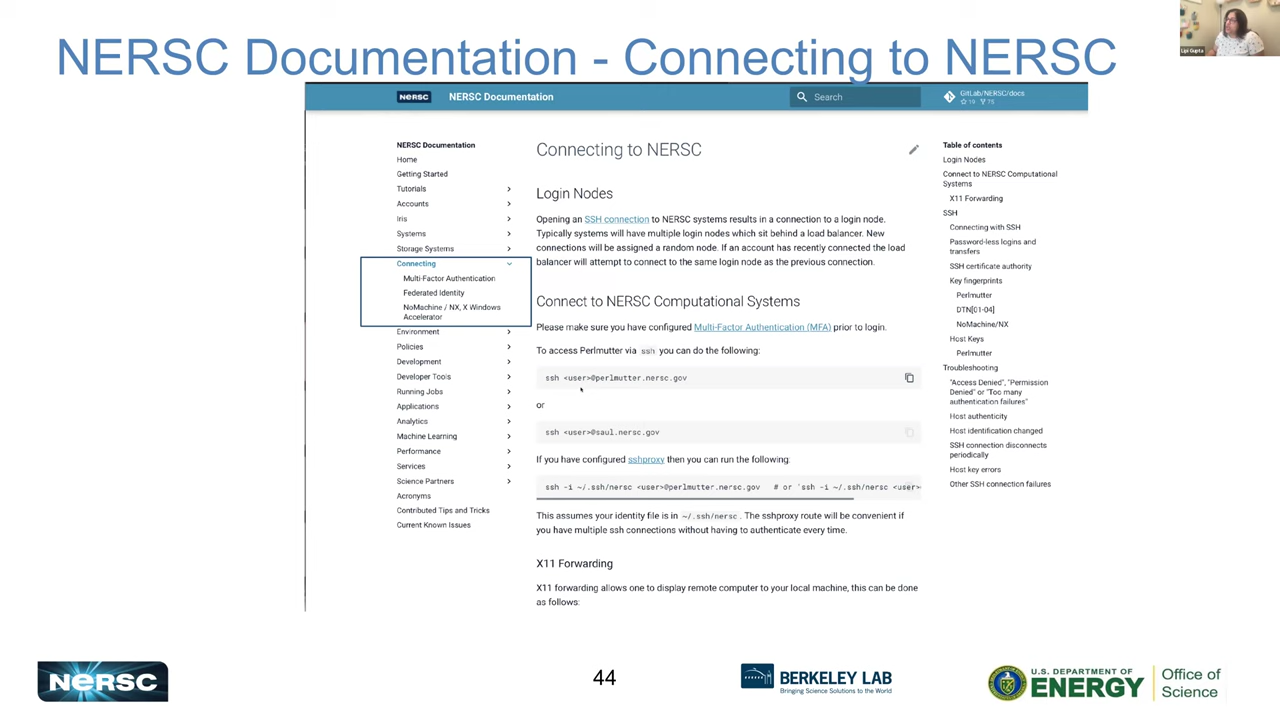 NERSC Documentation - Connecting to NERSC
Lipi Gupta
NERSC
NERSC Documentation
Search
GitLab/NERSC/docs
19 75
NERSC Documentation
Home
Getting Started
Tutorials
Accounts
Iris
Systems
Storage Systems
Connecting
Multi-Factor Authentication
Federated Identity
NoMachine / NX, X Windows
Accelerator
Environment
Policies
Development
Developer Tools
Running Jobs
Applications
Analytics
Machine Learning
Performance
Services
Science Partners
Acronyms
Contributed Tips and Tricks
Current Known Issues
Connecting to NERSC
Login Nodes
Opening an SSH connection to NERSC systems results in a connection to a login node.
Typically systems will have multiple login nodes which sit behind a load balancer. New
connections will be assigned a random node. If an account has recently connected the load
balancer will attempt to connect to the same login node as the previous connection.
Connect to NERSC Computational Systems
Please make sure you have configured Multi-Factor Authentication (MFA) prior to login.
To access Perlmutter via ssh you can do the following:
ssh <user>@perlmutter.nersc.gov
or
ssh <user>@saul.nersc.gov
If you have configured sshproxy then you can run the following:
ssh -i ~/.ssh/nersc <user>@perlmutter.nersc.gov # or `ssh -i ~/.ssh/nersc <user>
This assumes your identity file is in ~/.ssh/nersc. The sshproxy route will be convenient if
you have multiple ssh connections without having to authenticate every time.
X11 Forwarding
X11 forwarding allows one to display remote computer to your local machine, this can be done
as follows:
Table of contents
Login Nodes
Connect to NERSC Computational
Systems
X11 Forwarding
SSH
Connecting with SSH
Password-less logins and
transfers
SSH certificate authority
Key fingerprints
Perlmutter
DTN[01-04]
NoMachine/NX
Host Keys
Perlmutter
Troubleshooting
"Access Denied", "Permission
Denied" or "Too many
authentication failures"
Host authenticity
Host identification changed
SSH connection disconnects
periodically
Host key errors
Other SSH connection failures
NERSC
44
BERKELEY LAB
Bringing Science Solutions to the World
U.S. DEPARTMENT OF
ENERGY
Office of
Science